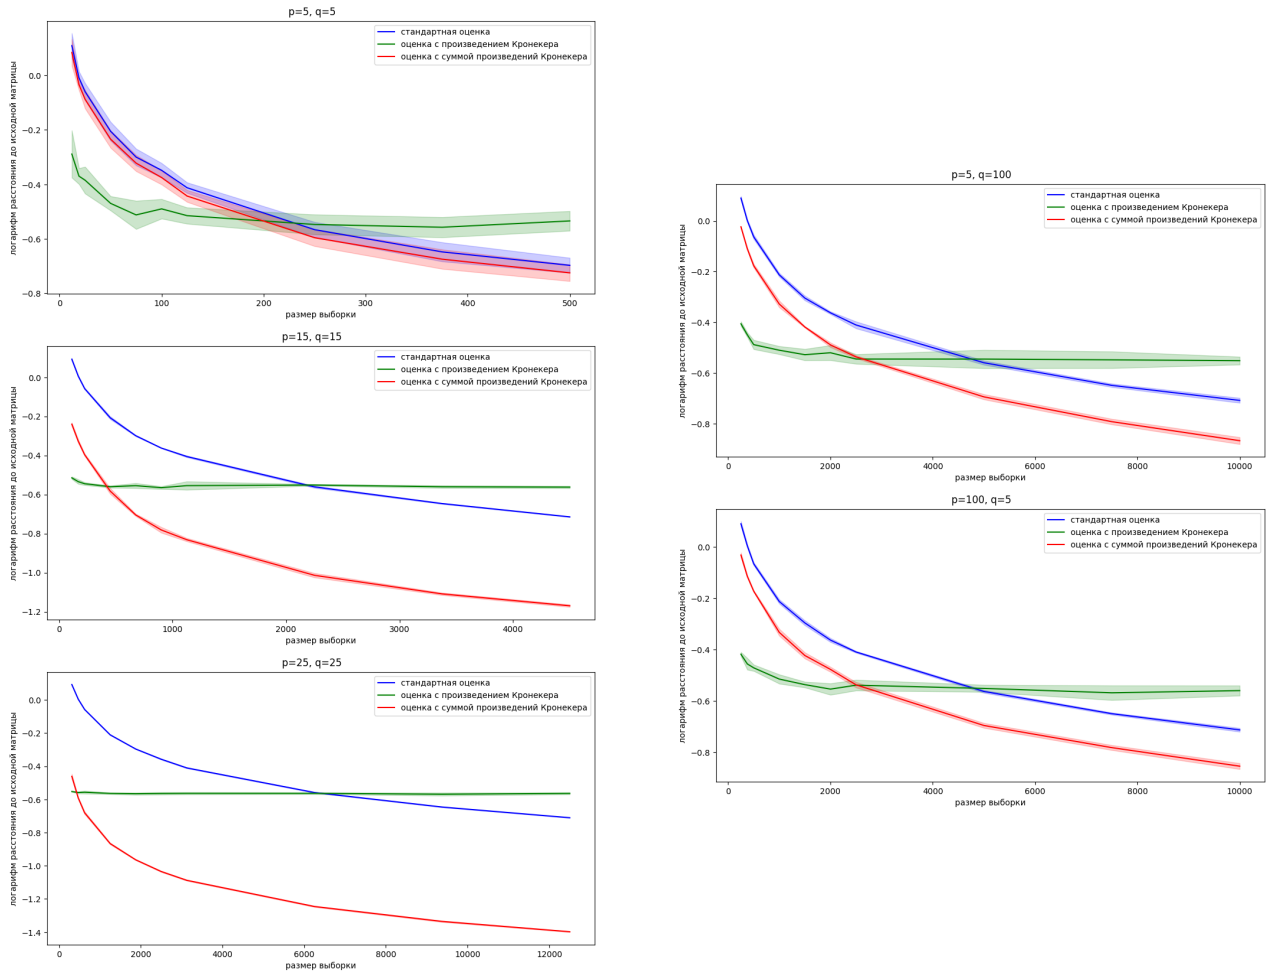 p=5, q=5
логарифм расстояния до исходной матрицы
0.0
−0.2
−0.4
−0.6
−0.8
стандартная оценка
оценка с произведением Кронекера
оценка с суммой произведений Кронекера
0 100 200 300 400 500
размер выборки
p=15, q=15
логарифм расстояния до исходной матрицы
0.0
−0.2
−0.4
−0.6
−0.8
−1.0
−1.2
стандартная оценка
оценка с произведением Кронекера
оценка с суммой произведений Кронекера
0 1000 2000 3000 4000
размер выборки
p=25, q=25
логарифм расстояния до исходной матрицы
0.0
−0.2
−0.4
−0.6
−0.8
−1.0
−1.2
−1.4
стандартная оценка
оценка с произведением Кронекера
оценка с суммой произведений Кронекера
0 2000 4000 6000 8000 10000 12000
размер выборки
p=5, q=100
логарифм расстояния до исходной матрицы
0.0
−0.2
−0.4
−0.6
−0.8
стандартная оценка
оценка с произведением Кронекера
оценка с суммой произведений Кронекера
0 2000 4000 6000 8000 10000
размер выборки
p=100, q=5
логарифм расстояния до исходной матрицы
0.0
−0.2
−0.4
−0.6
−0.8
стандартная оценка
оценка с произведением Кронекера
оценка с суммой произведений Кронекера
0 2000 4000 6000 8000 10000
размер выборки